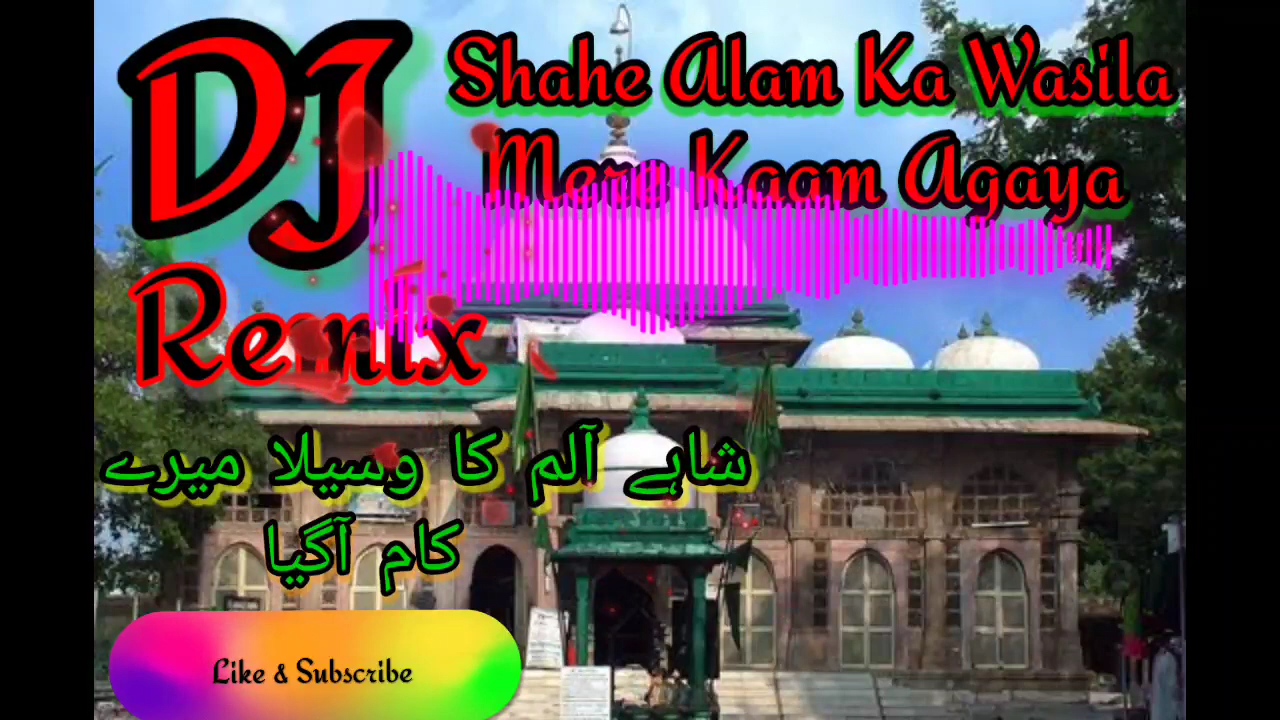 DJ
Remix
Shahe Alam Ka Wasila
Mere Kaam Agaya
شاہے آلم کا وسیلا میرے
کام آگیا
Like & Subscribe